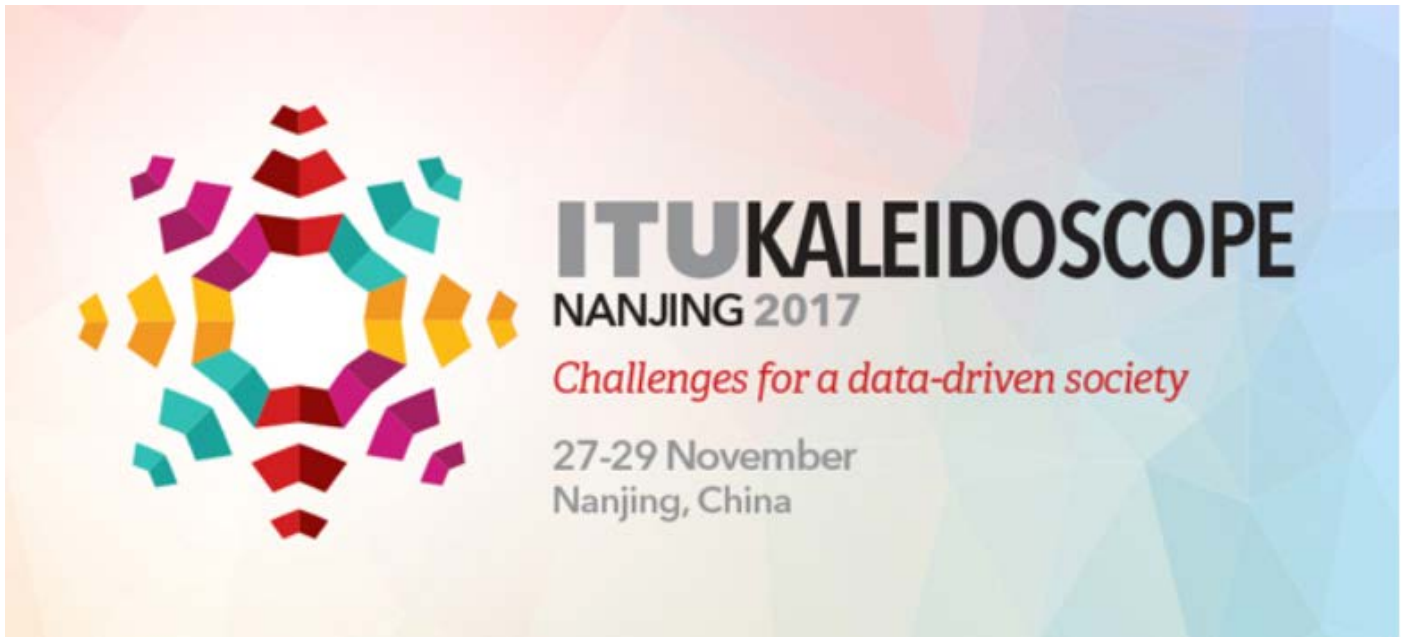 ITUKALEIDOSCOPE
NANJING 2017
Challenges for a data-driven society
27-29 November
Nanjing, China